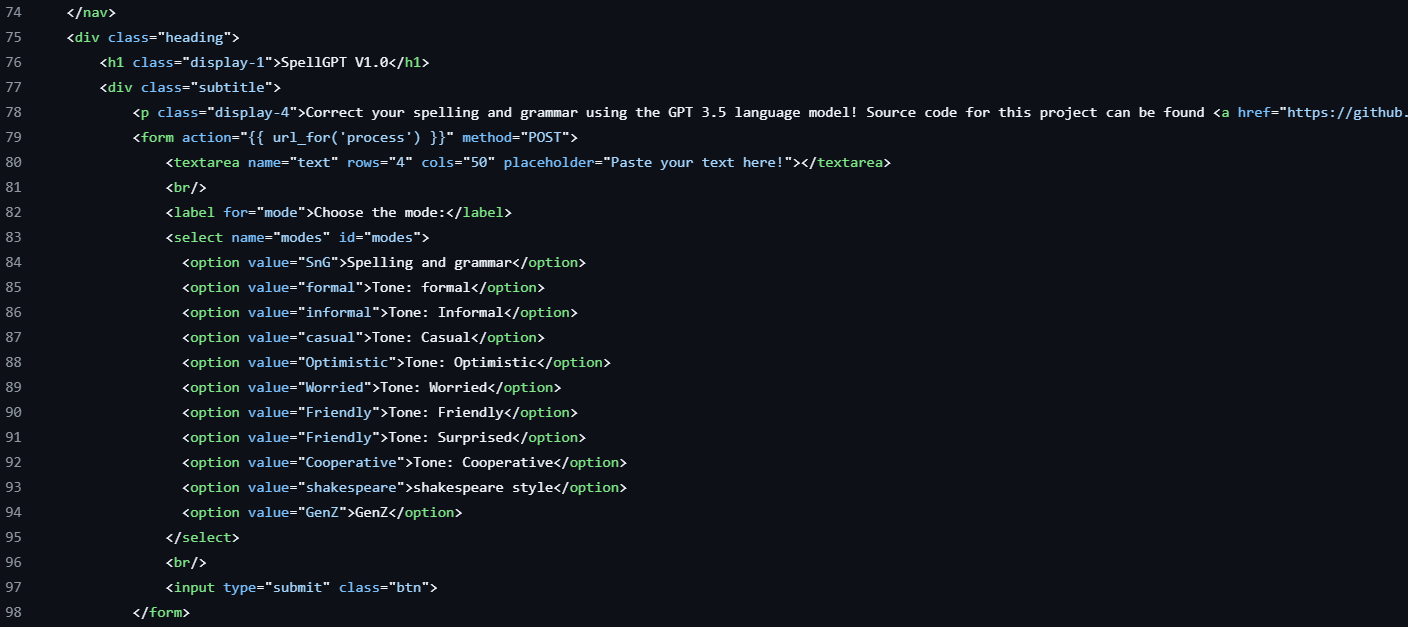 74 </nav>
75 <div class="heading">
76 <h1 class="display-1">SpellGPT V1.0</h1>
77 <div class="subtitle">
78 <p class="display-4">Correct your spelling and grammar using the GPT 3.5 language model! Source code for this project can be found <a href="https://github.
79 <form action="{{ url_for('process') }}" method="POST">
80 <textarea name="text" rows="4" cols="50" placeholder="Paste your text here!"></textarea>
81 <br/>
82 <label for="mode">Choose the mode:</label>
83 <select name="modes" id="modes">
84 <option value="SnG">Spelling and grammar</option>
85 <option value="formal">Tone: formal</option>
86 <option value="informal">Tone: Informal</option>
87 <option value="casual">Tone: Casual</option>
88 <option value="Optimistic">Tone: Optimistic</option>
89 <option value="Worried">Tone: Worried</option>
90 <option value="Friendly">Tone: Friendly</option>
91 <option value="Friendly">Tone: Surprised</option>
92 <option value="Cooperative">Tone: Cooperative</option>
93 <option value="shakespeare">shakespeare style</option>
94 <option value="GenZ">GenZ</option>
95 </select>
96 <br/>
97 <input type="submit" class="btn">
98 </form>